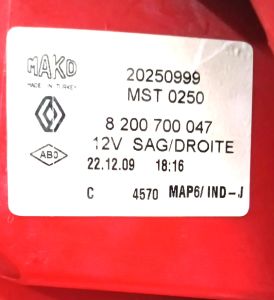 MAKO
MADE IN TURKEY
20250999
MST 0250
8 200 700 047
12V SAG/DROITE
ABO
22.12.09 18:16
C 4570 MAP6/ IND-J